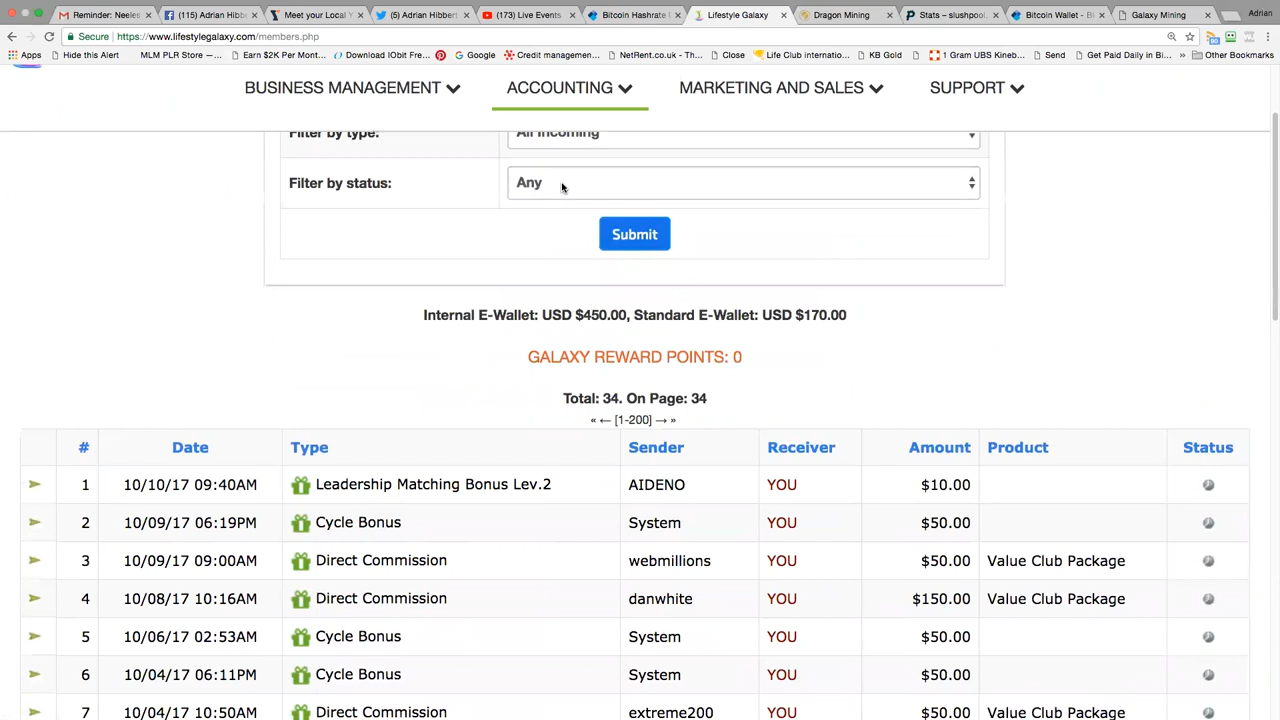 Reminder: Neeles
(115) Adrian Hibb
Meet your Local Y
(5) Adrian Hibbert
(173) Live Events
Bitcoin Hashrate
Lifestyle Galaxy
Dragon Mining
Stats – slushpool.
Bitcoin Wallet - Bi
Galaxy Mining
Adrian
Secure
https://www.lifestylegalaxy.com/members.php
Apps
Hide this Alert
MLM PLR Store —...
Earn $2K Per Mont...
Download IObit Fre...
Google
Credit managemen...
NetRent.co.uk - Th...
Close
Life Club internatio...
KB Gold
1 Gram UBS Kineb...
Send
Get Paid Daily in Bi...
»
Other Bookmarks
BUSINESS MANAGEMENT
ACCOUNTING
MARKETING AND SALES
SUPPORT
Filter by type:
All Incoming
Filter by status:
Any
Submit
Internal E-Wallet: USD $450.00, Standard E-Wallet: USD $170.00
GALAXY REWARD POINTS: 0
Total: 34. On Page: 34
« ← [1-200] → »
# Date Type Sender Receiver Amount Product Status
1 10/10/17 09:40AM Leadership Matching Bonus Lev.2 AIDENO YOU $10.00
2 10/09/17 06:19PM Cycle Bonus System YOU $50.00
3 10/09/17 09:00AM Direct Commission webmillions YOU $50.00 Value Club Package
4 10/08/17 10:16AM Direct Commission danwhite YOU $150.00 Value Club Package
5 10/06/17 02:53AM Cycle Bonus System YOU $50.00
6 10/04/17 06:11PM Cycle Bonus System YOU $50.00
7 10/04/17 10:50AM Direct Commission extreme200 YOU $50.00 Value Club Package